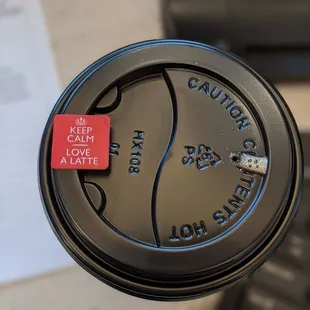 KEEP
CALM
LOVE
A LATTE
CAUTION CONTENTS HOT
HX108
PS